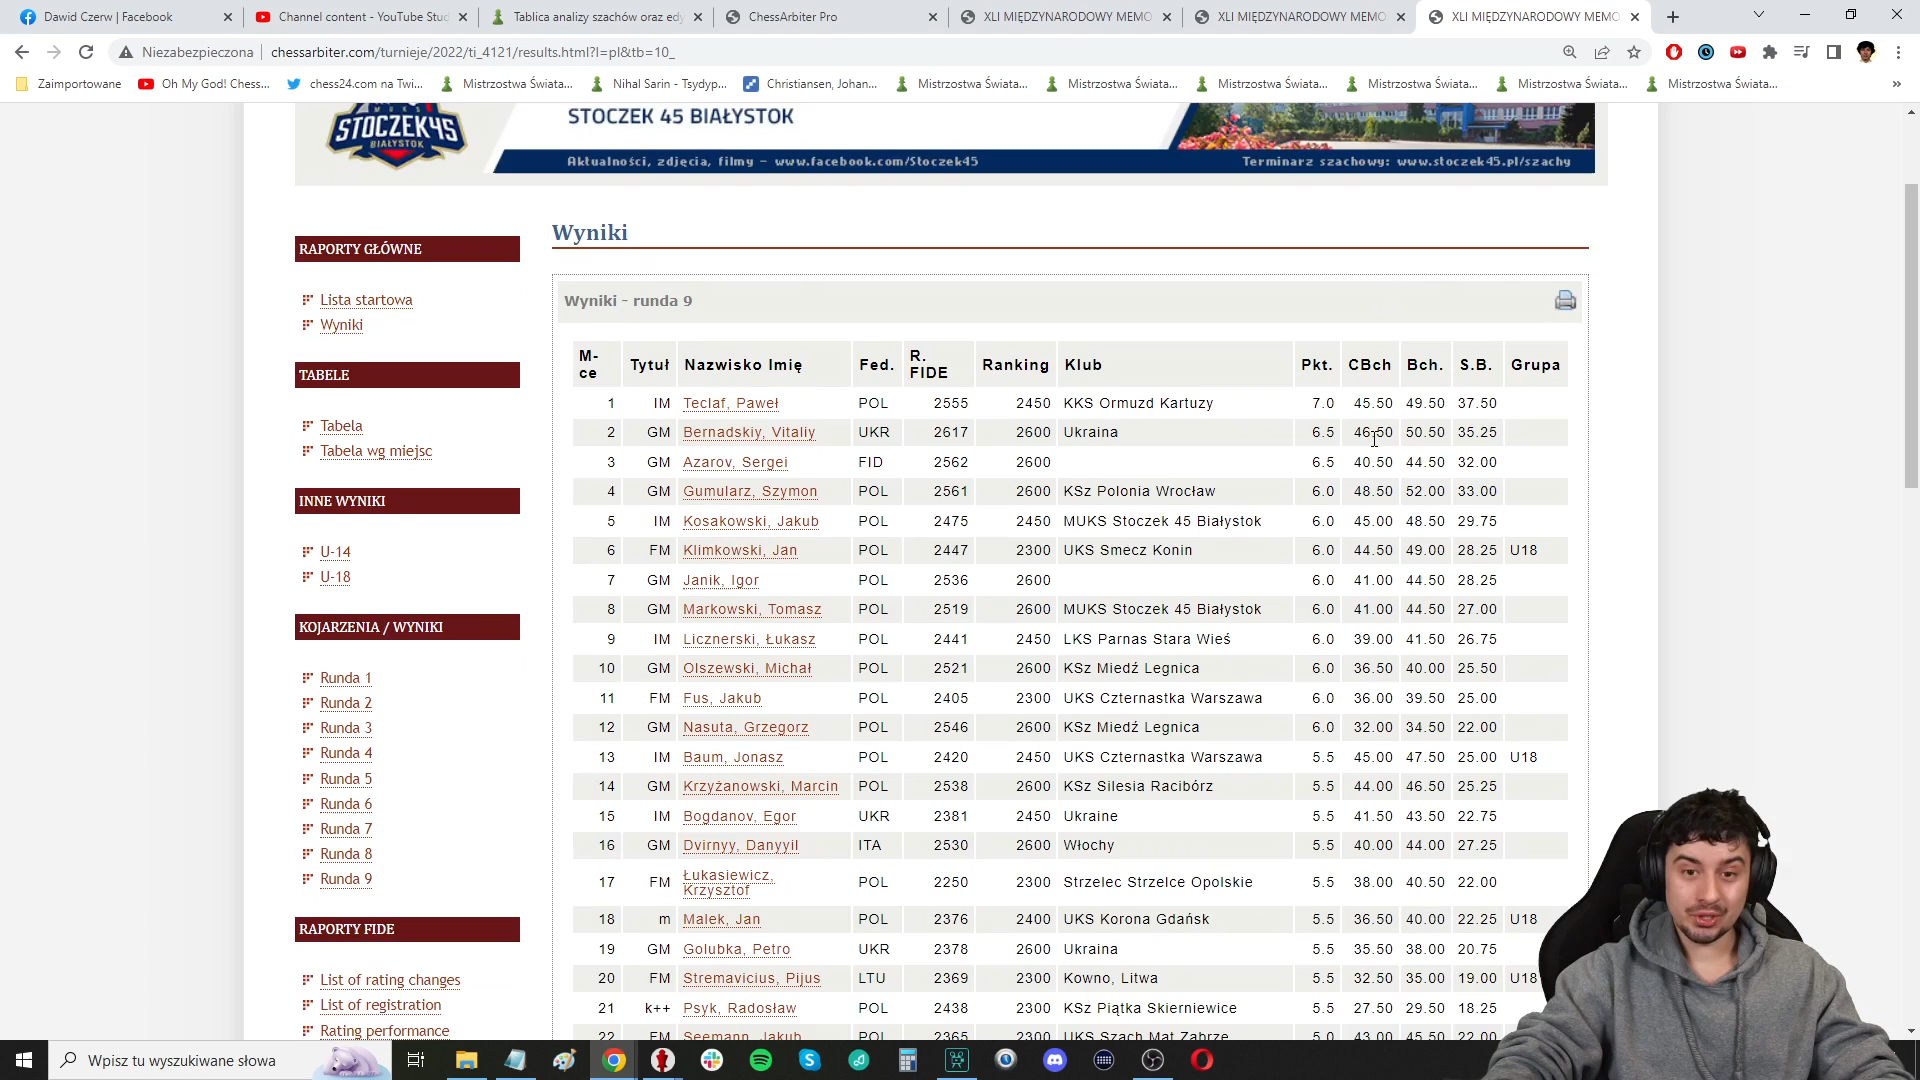 Dawid Czerw | Facebook
Channel content - YouTube Stud
Tablica analizy szachów oraz edy
ChessArbiter Pro
XLI MIĘDZYNARODOWY MEMO
XLI MIĘDZYNARODOWY MEMO
XLI MIĘDZYNARODOWY MEMO
Niezabezpieczona
chessarbiter.com/turnieje/2022/ti_4121/results.html?l=pl&tb=10_
Zaimportowane
Oh My God! Chess...
chess24.com na Twi...
Mistrzostwa Świata...
Nihal Sarin - Tsydyp...
Christiansen, Johan...
Mistrzostwa Świata...
Mistrzostwa Świata...
Mistrzostwa Świata...
Mistrzostwa Świata...
Mistrzostwa Świata...
»
MUKS
STOCZEK45
BIAŁYSTOK
STOCZEK 45 BIAŁYSTOK
Aktualności, zdjęcia, filmy - www.facebook.com/Stoczek45
Terminarz szachowy: www.stoczek45.pl/szachy
RAPORTY GŁÓWNE
Lista startowa
Wyniki
TABELE
Tabela
Tabela wg miejsc
INNE WYNIKI
U-14
U-18
KOJARZENIA / WYNIKI
Runda 1
Runda 2
Runda 3
Runda 4
Runda 5
Runda 6
Runda 7
Runda 8
Runda 9
RAPORTY FIDE
List of rating changes
List of registration
Rating performance
Wyniki
Wyniki - runda 9
M-ce Tytuł Nazwisko Imię Fed. R. FIDE Ranking Klub Pkt. CBch Bch. S.B. Grupa
1 IM Teclaf, Paweł POL 2555 2450 KKS Ormuzd Kartuzy 7.0 45.50 49.50 37.50
2 GM Bernadskiy, Vitaliy UKR 2617 2600 Ukraina 6.5 46.50 50.50 35.25
3 GM Azarov, Sergei FID 2562 2600 6.5 40.50 44.50 32.00
4 GM Gumularz, Szymon POL 2561 2600 KSz Polonia Wrocław 6.0 48.50 52.00 33.00
5 IM Kosakowski, Jakub POL 2475 2450 MUKS Stoczek 45 Białystok 6.0 45.00 48.50 29.75
6 FM Klimkowski, Jan POL 2447 2300 UKS Smecz Konin 6.0 44.50 49.00 28.25 U18
7 GM Janik, Igor POL 2536 2600 6.0 41.00 44.50 28.25
8 GM Markowski, Tomasz POL 2519 2600 MUKS Stoczek 45 Białystok 6.0 41.00 44.50 27.00
9 IM Licznerski, Łukasz POL 2441 2450 LKS Parnas Stara Wieś 6.0 39.00 41.50 26.75
10 GM Olszewski, Michał POL 2521 2600 KSz Miedź Legnica 6.0 36.50 40.00 25.50
11 FM Fus, Jakub POL 2405 2300 UKS Czternastka Warszawa 6.0 36.00 39.50 25.00
12 GM Nasuta, Grzegorz POL 2546 2600 KSz Miedź Legnica 6.0 32.00 34.50 22.00
13 IM Baum, Jonasz POL 2420 2450 UKS Czternastka Warszawa 5.5 45.00 47.50 25.00 U18
14 GM Krzyżanowski, Marcin POL 2538 2600 KSz Silesia Racibórz 5.5 44.00 46.50 25.25
15 IM Bogdanov, Egor UKR 2381 2450 Ukraine 5.5 41.50 43.50 22.75
16 GM Dvirnyy, Danyyil ITA 2530 2600 Włochy 5.5 40.00 44.00 27.25
17 FM Łukasiewicz, Krzysztof POL 2250 2300 Strzelec Strzelce Opolskie 5.5 38.00 40.50 22.00
18 m Malek, Jan POL 2376 2400 UKS Korona Gdańsk 5.5 36.50 40.00 22.25 U18
19 GM Golubka, Petro UKR 2378 2600 Ukraina 5.5 35.50 38.00 20.75
20 FM Stremavicius, Pijus LTU 2369 2300 Kowno, Litwa 5.5 32.50 35.00 19.00 U18
21 k++ Psyk, Radosław POL 2438 2300 KSz Piątka Skierniewice 5.5 27.50 29.50 18.25
22 FM Seemann, Jakub POL 2365 2300 UKS Szach Mat Zabrze 5.0 43.00 45.50 22.00
Wpisz tu wyszukiwane słowa